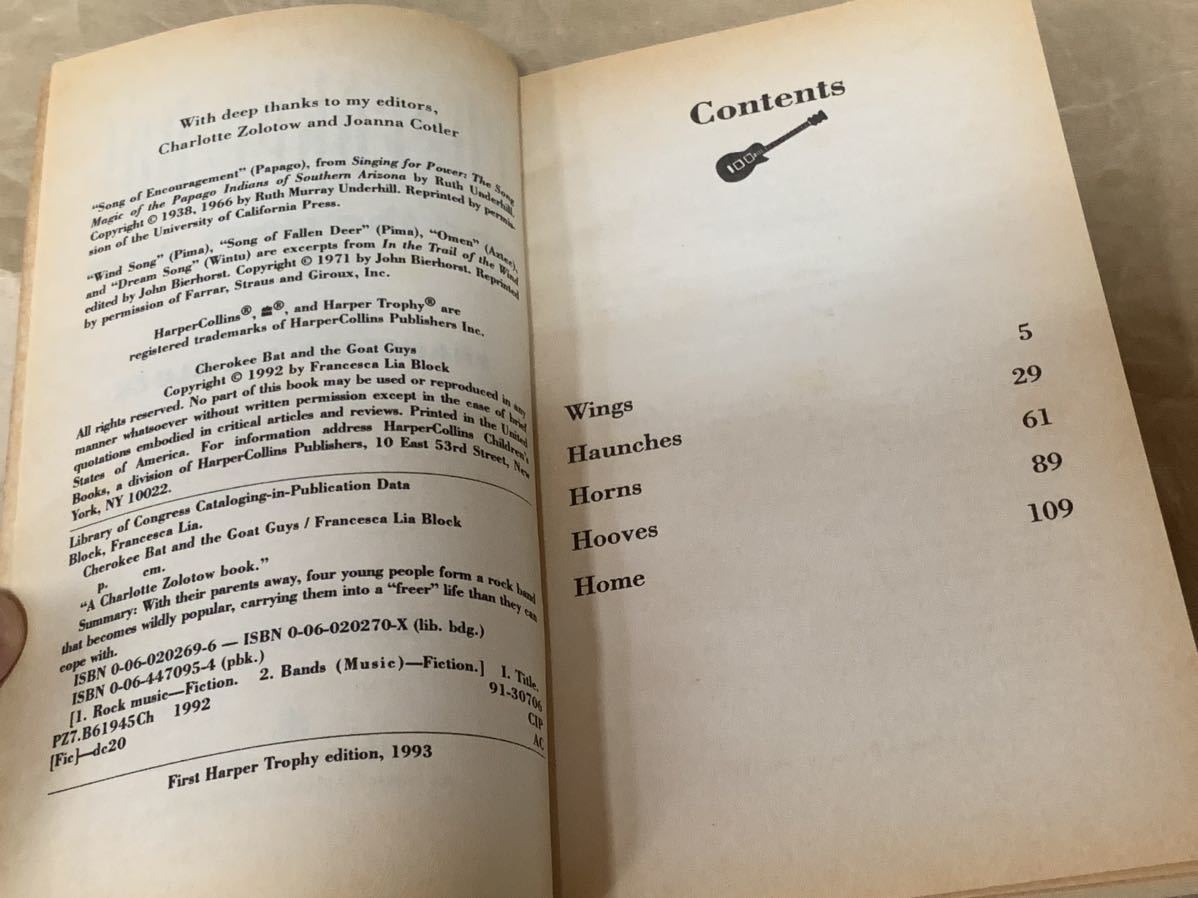 With deep thanks to my editors,
Charlotte Zolotow and Joanna Cotler
“Song of Encouragement” (Papago), from Singing for Power: The Song
Magic of the Papago Indians of Southern Arizona by Ruth Underhill.
Copyright © 1938, 1966 by Ruth Murray Underhill. Reprinted by permis-
sion of the University of California Press.
“Wind Song” (Pima), “Song of Fallen Deer” (Pima), “Omen” (Aztec),
and “Dream Song” (Wintu) are excerpts from In the Trail of the Wind
edited by John Bierhorst. Copyright © 1971 by John Bierhorst. Reprinted
by permission of Farrar, Straus and Giroux, Inc.
HarperCollins®, ®, and Harper Trophy® are
registered trademarks of HarperCollins Publishers Inc.
Cherokee Bat and the Goat Guys
Copyright © 1992 by Francesca Lia Block
All rights reserved. No part of this book may be used or reproduced in any
manner whatsoever without written permission except in the case of brief
quotations embodied in critical articles and reviews. Printed in the United
States of America. For information address HarperCollins Children's
Books, a division of HarperCollins Publishers, 10 East 53rd Street, New
York, NY 10022.
Library of Congress Cataloging-in-Publication Data
Block, Francesca Lia.
Cherokee Bat and the Goat Guys / Francesca Lia Block
p. cm.
“A Charlotte Zolotow book.”
Summary: With their parents away, four young people form a rock band
that becomes wildly popular, carrying them into a “freer” life than they can
cope with.
ISBN 0-06-020269-6 — ISBN 0-06-020270-X (lib. bdg.)
ISBN 0-06-447095-4 (pbk.)
[1. Rock music—Fiction. 2. Bands (Music)—Fiction.] I. Title.
PZ7.B61945Ch 1992 91-30706
[Fic]—dc20 CIP
AC
First Harper Trophy edition, 1993
Contents
Wings 5
Haunches 29
Horns 61
Hooves 89
Home 109